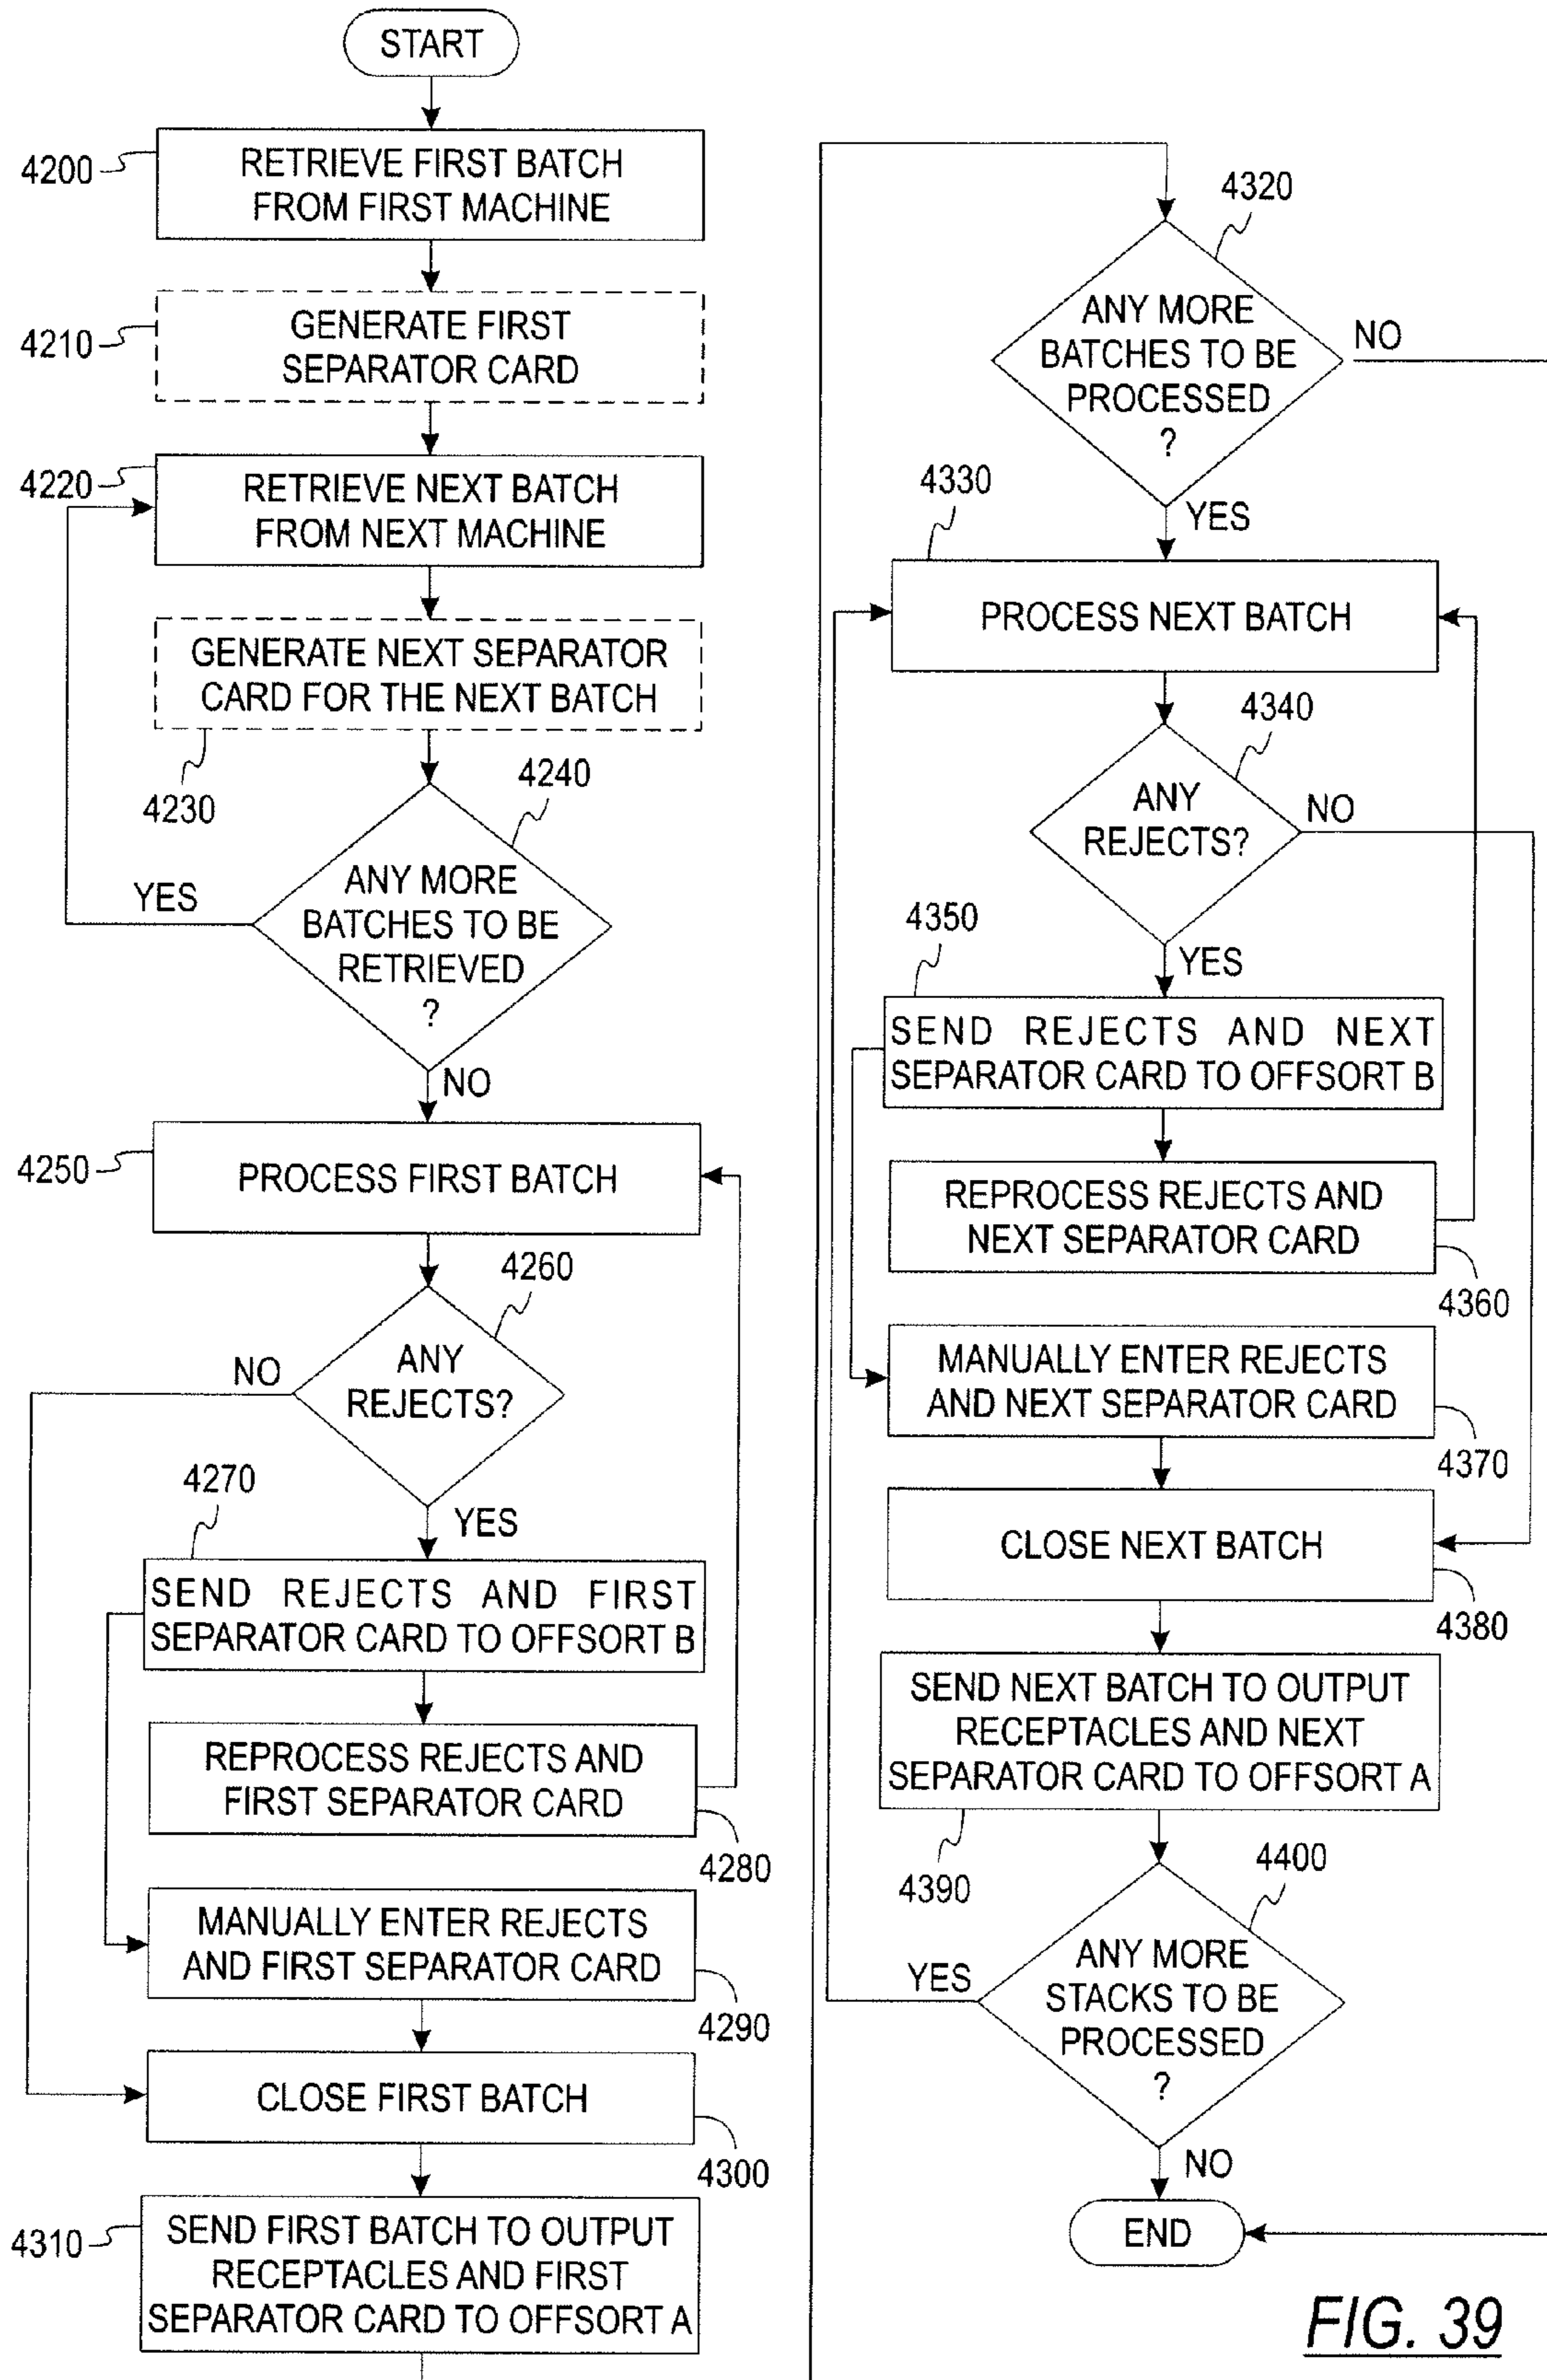 START
4200
RETRIEVE FIRST BATCH
FROM FIRST MACHINE
4210
GENERATE FIRST
SEPARATOR CARD
4220
RETRIEVE NEXT BATCH
FROM NEXT MACHINE
GENERATE NEXT SEPARATOR
CARD FOR THE NEXT BATCH
4230
4240
ANY MORE
BATCHES TO BE
RETRIEVED
?
YES
NO
4250
PROCESS FIRST BATCH
4260
ANY
REJECTS?
NO
YES
4270
SEND REJECTS AND FIRST
SEPARATOR CARD TO OFFSORT B
REPROCESS REJECTS AND
FIRST SEPARATOR CARD
4280
MANUALLY ENTER REJECTS
AND FIRST SEPARATOR CARD
4290
CLOSE FIRST BATCH
4300
4310
SEND FIRST BATCH TO OUTPUT
RECEPTACLES AND FIRST
SEPARATOR CARD TO OFFSORT A
4320
ANY MORE
BATCHES TO BE
PROCESSED
?
NO
YES
4330
PROCESS NEXT BATCH
4340
ANY
REJECTS?
NO
YES
4350
SEND REJECTS AND NEXT
SEPARATOR CARD TO OFFSORT B
REPROCESS REJECTS AND
NEXT SEPARATOR CARD
4360
MANUALLY ENTER REJECTS
AND NEXT SEPARATOR CARD
4370
CLOSE NEXT BATCH
4380
SEND NEXT BATCH TO OUTPUT
RECEPTACLES AND NEXT
SEPARATOR CARD TO OFFSORT A
4390
4400
ANY MORE
STACKS TO BE
PROCESSED
?
YES
NO
END
FIG. 39